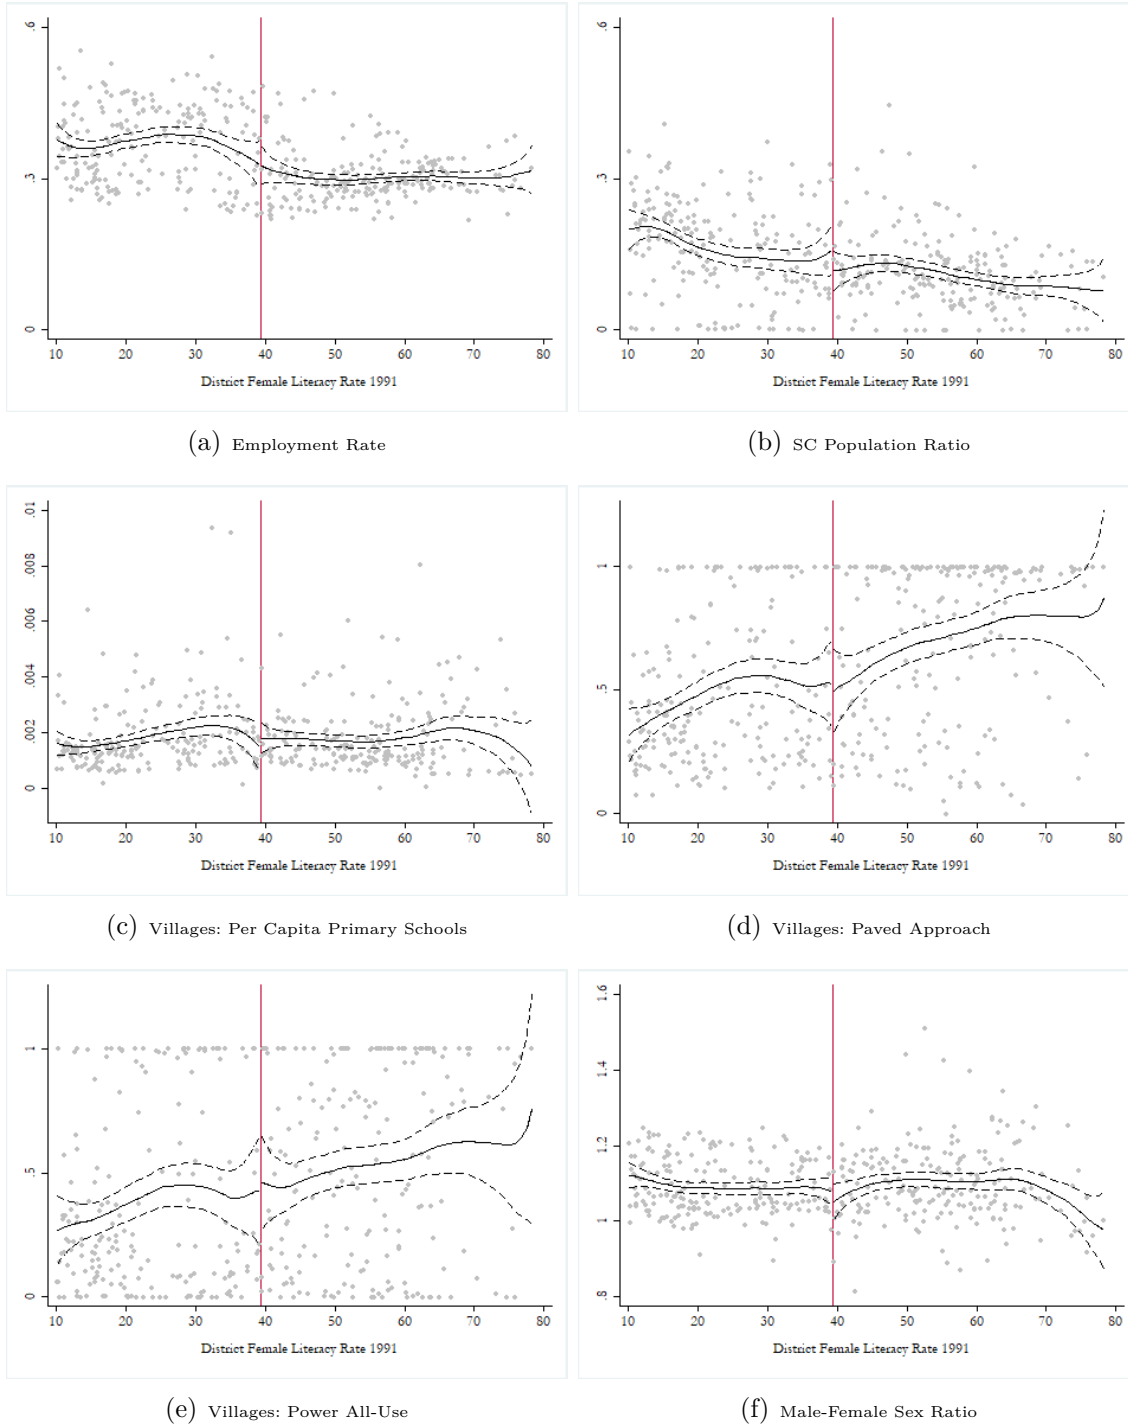 .6
.3
0
10 20 30 40 50 60 70 80
District Female Literacy Rate 1991
(a) Employment Rate
.6
.3
0
10 20 30 40 50 60 70 80
District Female Literacy Rate 1991
(b) SC Population Ratio
.01
.008
.006
.004
.002
0
10 20 30 40 50 60 70 80
District Female Literacy Rate 1991
(c) Villages: Per Capita Primary Schools
1
.5
0
10 20 30 40 50 60 70 80
District Female Literacy Rate 1991
(d) Villages: Paved Approach
1
.5
0
10 20 30 40 50 60 70 80
District Female Literacy Rate 1991
(e) Villages: Power All-Use
1.6
1.4
1.2
1
.8
10 20 30 40 50 60 70 80
District Female Literacy Rate 1991
(f) Male-Female Sex Ratio